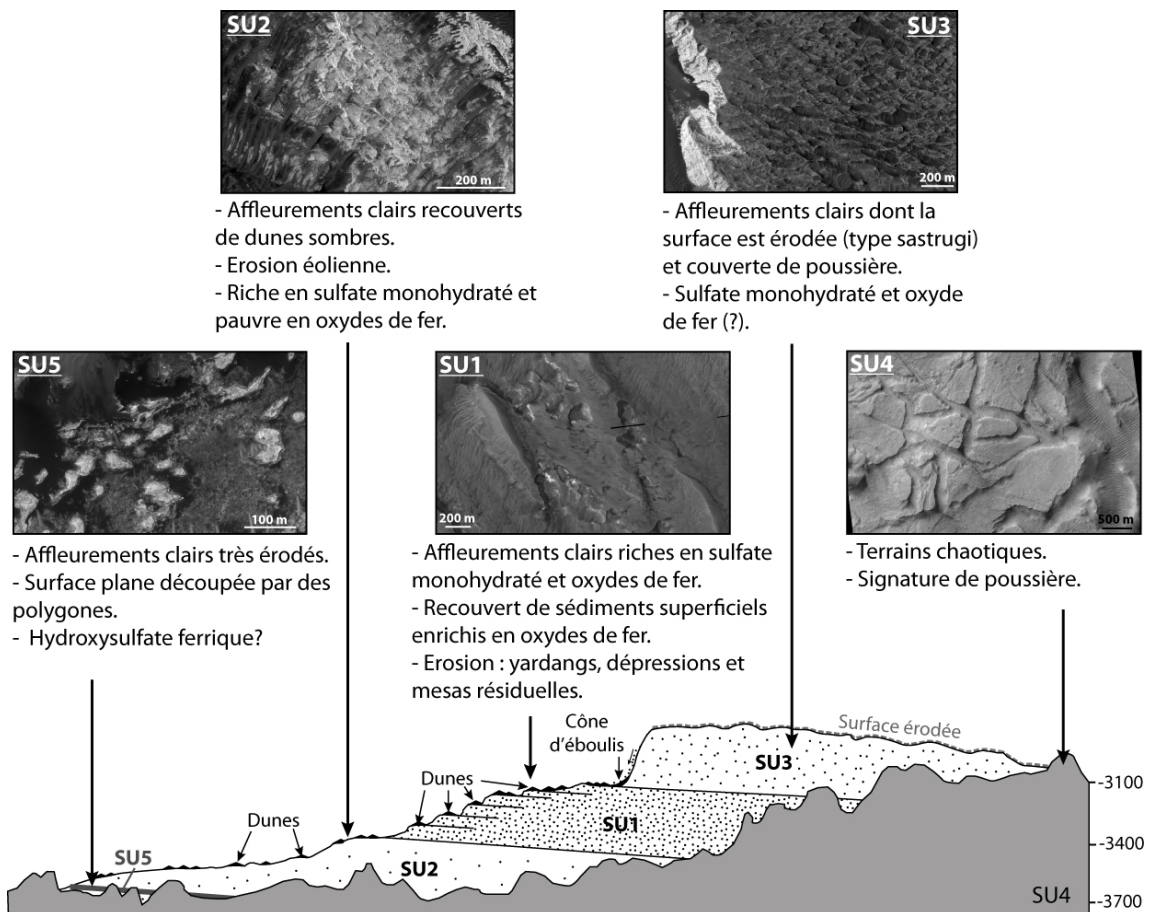 SU2
200 m
- Affleurements clairs recouverts
de dunes sombres.
- Erosion éolienne.
- Riche en sulfate monohydraté et
pauvre en oxydes de fer.
SU3
200 m
- Affleurements clairs dont la
surface est érodée (type sastrugi)
et couverte de poussière.
- Sulfate monohydraté et oxyde
de fer (?).
SU5
100 m
- Affleurements clairs très érodés.
- Surface plane découpée par des
polygones.
- Hydroxysulfate ferrique?
SU1
200 m
- Affleurements clairs riches en sulfate
monohydraté et oxydes de fer.
- Recouvert de sédiments superficiels
enrichis en oxydes de fer.
- Erosion : yardangs, dépressions et
mesas résiduelles.
SU4
500 m
- Terrains chaotiques.
- Signature de poussière.
Cône
d'éboulis
Surface érodée
Dunes
SU3
-3100
Dunes
SU1
-3400
SU5
SU2
SU4
-3700